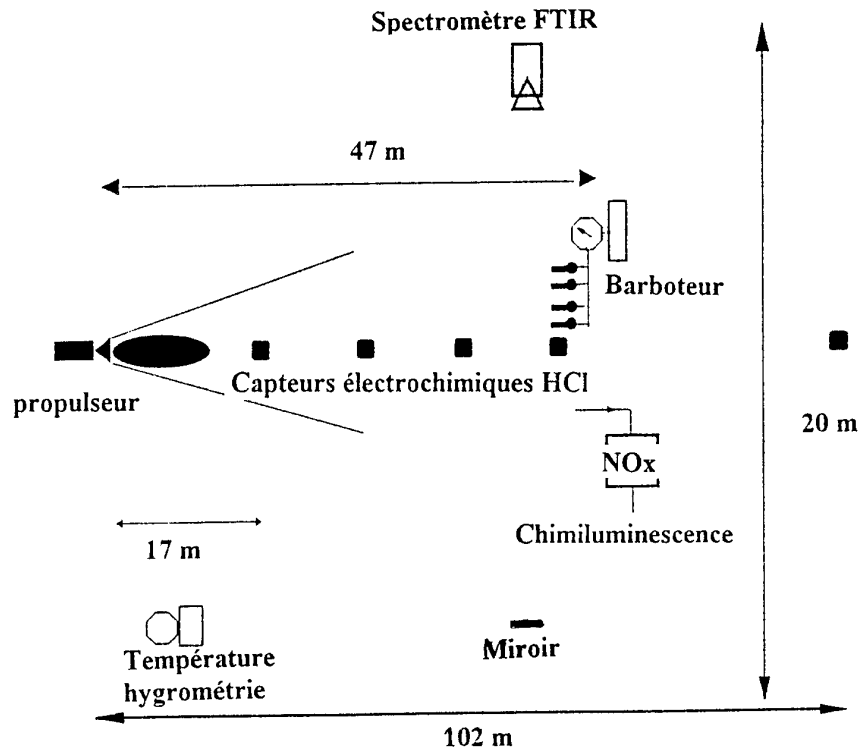 Spectromètre FTIR
47 m
Barboteur
Capteurs électrochimiques HCl
propulseur
20 m
NOx
Chimiluminescence
17 m
Température
hygrométrie
Miroir
102 m